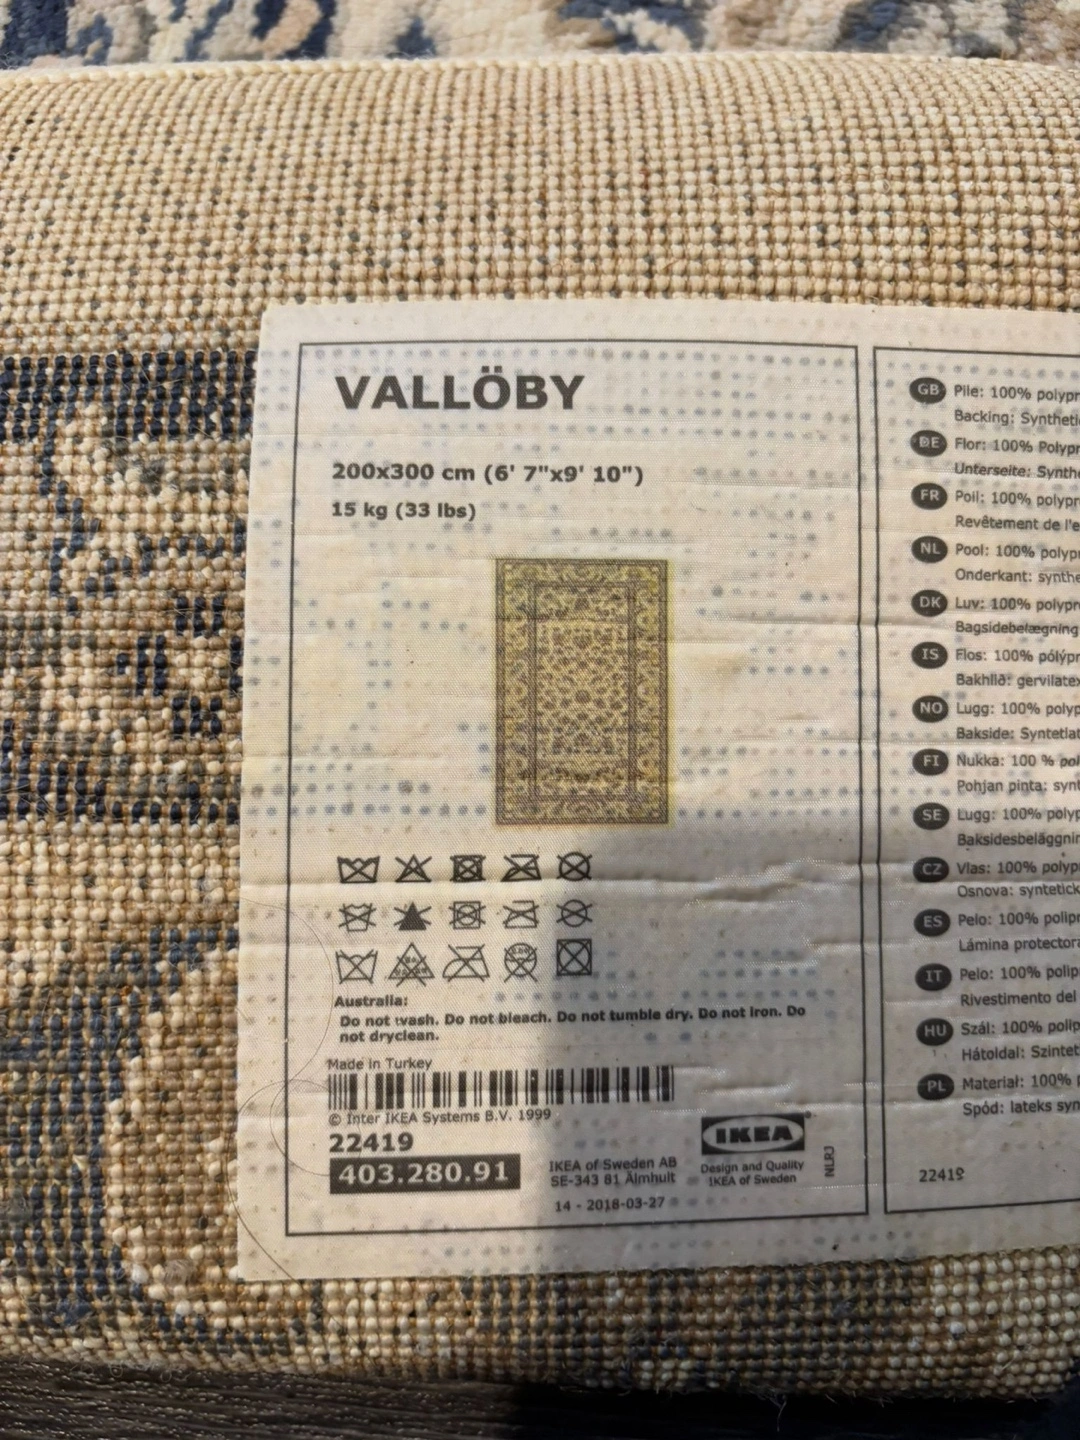 VALLÖBY
200x300 cm (6' 7"x9' 10")
15 kg (33 lbs)
Australia:
Do not wash. Do not bleach. Do not tumble dry. Do not iron. Do
not dryclean.
Made in Turkey
© Inter IKEA Systems B.V. 1999
22419
403.280.91
IKEA of Sweden AB
SE-343 81 Älmhult
14 - 2018-03-27
IKEA®
Design and Quality
IKEA of Sweden
NLRJ
GB Pile: 100% polypr
Backing: Syntheti
DE Flor: 100% Polypr
Unterseite: Synthe
FR Poil: 100% polypr
Revêtement de l'e
NL Pool: 100% polypr
Onderkant: synthe
DK Luv: 100% polypr
Bagsidebelægning
IS Flos: 100% pólýpr
Bakhlið: gervilatex
NO Lugg: 100% polyp
Bakside: Syntetlat
FI Nukka: 100 % pol
Pohjan pinta: synt
SE Lugg: 100% polyp
Baksidesbeläggnin
CZ Vlas: 100% polypr
Osnova: syntetick
ES Pelo: 100% polipr
Lámina protectora
IT Pelo: 100% polipr
Rivestimento del
HU Szál: 100% polip
Hátoldal: Szintet
PL Materiał: 100% p
Spód: lateks syn
22419